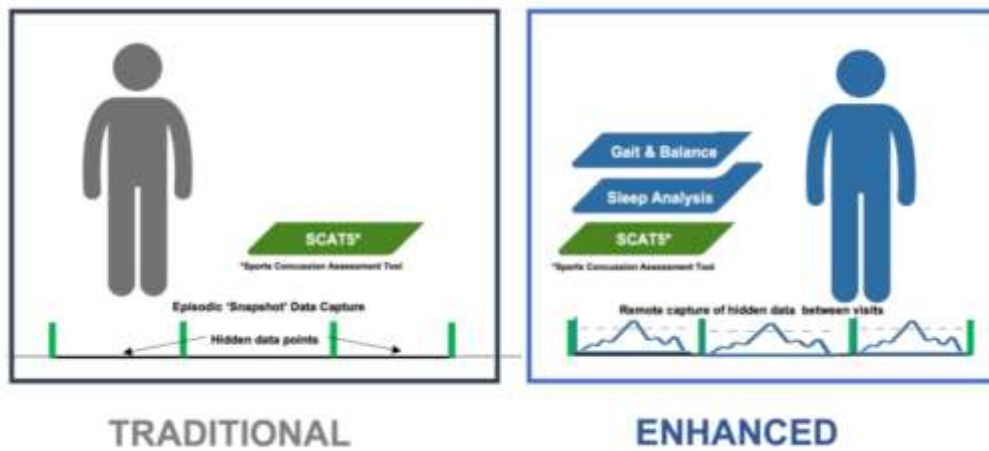 SCAT5*
*Sports Concussion Assessment Tool
Episodic 'Snapshot' Data Capture
Hidden data points
TRADITIONAL
Gait & Balance
Sleep Analysis
SCAT5*
*Sports Concussion Assessment Tool
Remote capture of hidden data between visits
ENHANCED